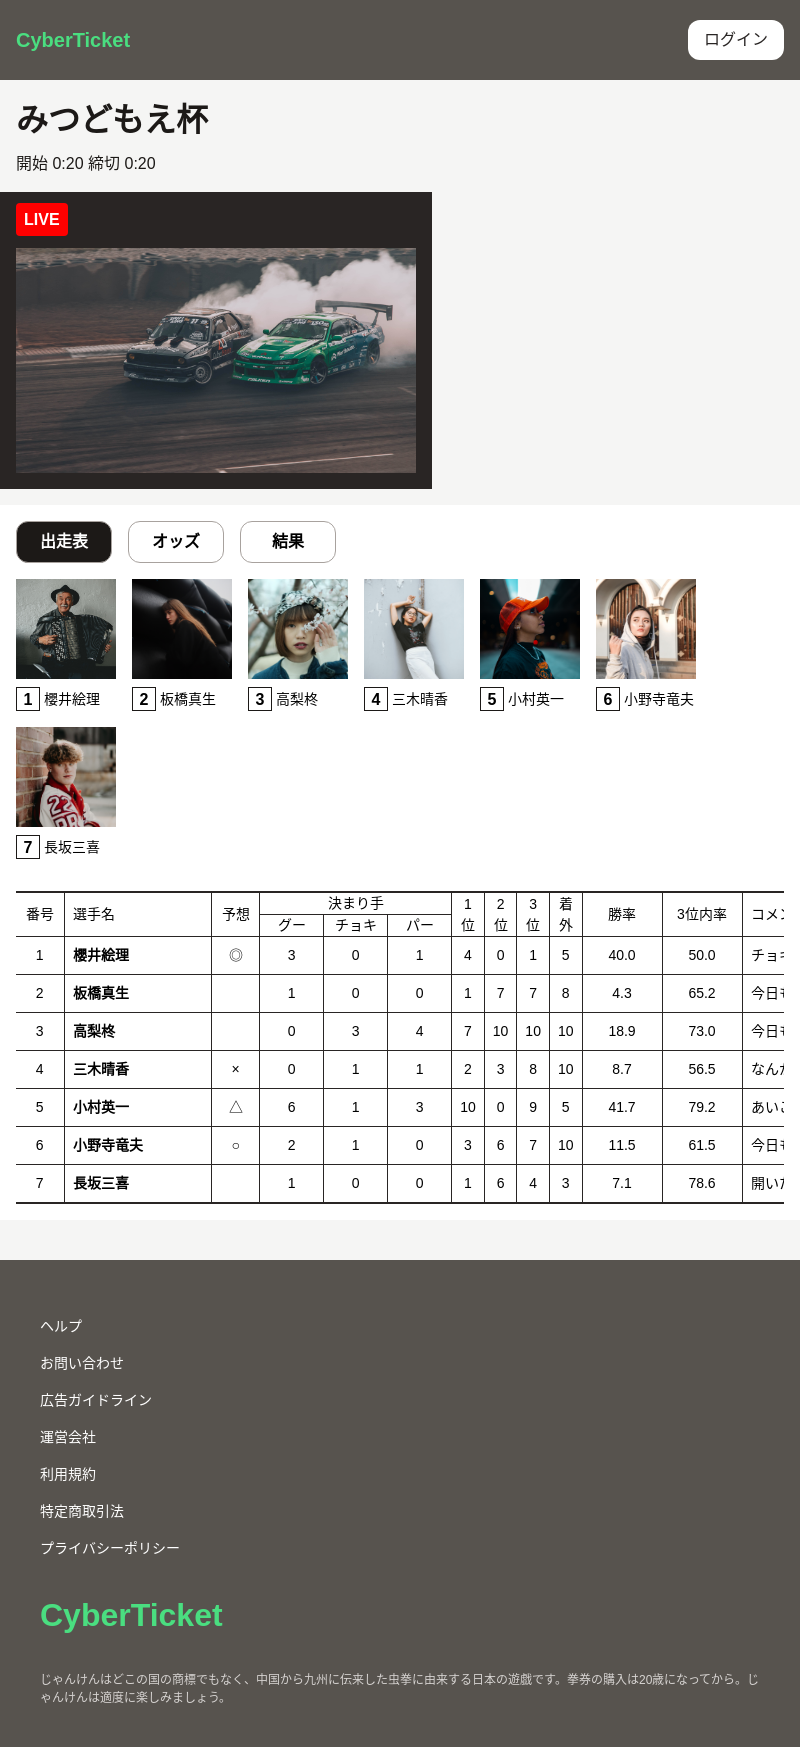 CyberTicket
ログイン
みつどもえ杯
開始 0:20 締切 0:20
LIVE
出走表 オッズ 結果
1 櫻井絵理 2 板橋真生 3 高梨柊 4 三木晴香 5 小村英一 6 小野寺竜夫
7 長坂三喜
番号 選手名 予想 決まり手 1位 2位 3位 着外 勝率 3位内率 コメン
グー チョキ パー
1 櫻井絵理 ◎ 3 0 1 4 0 1 5 40.0 50.0 チョキ
2 板橋真生 1 0 0 1 7 7 8 4.3 65.2 今日も
3 高梨柊 0 3 4 7 10 10 10 18.9 73.0 今日も
4 三木晴香 × 0 1 1 2 3 8 10 8.7 56.5 なんか
5 小村英一 △ 6 1 3 10 0 9 5 41.7 79.2 あいこ
6 小野寺竜夫 ○ 2 1 0 3 6 7 10 11.5 61.5 今日も
7 長坂三喜 1 0 0 1 6 4 3 7.1 78.6 開いた
ヘルプ
お問い合わせ
広告ガイドライン
運営会社
利用規約
特定商取引法
プライバシーポリシー
CyberTicket
じゃんけんはどこの国の商標でもなく、中国から九州に伝来した虫拳に由来する日本の遊戯です。拳券の購入は20歳になってから。じ
ゃんけんは適度に楽しみましょう。